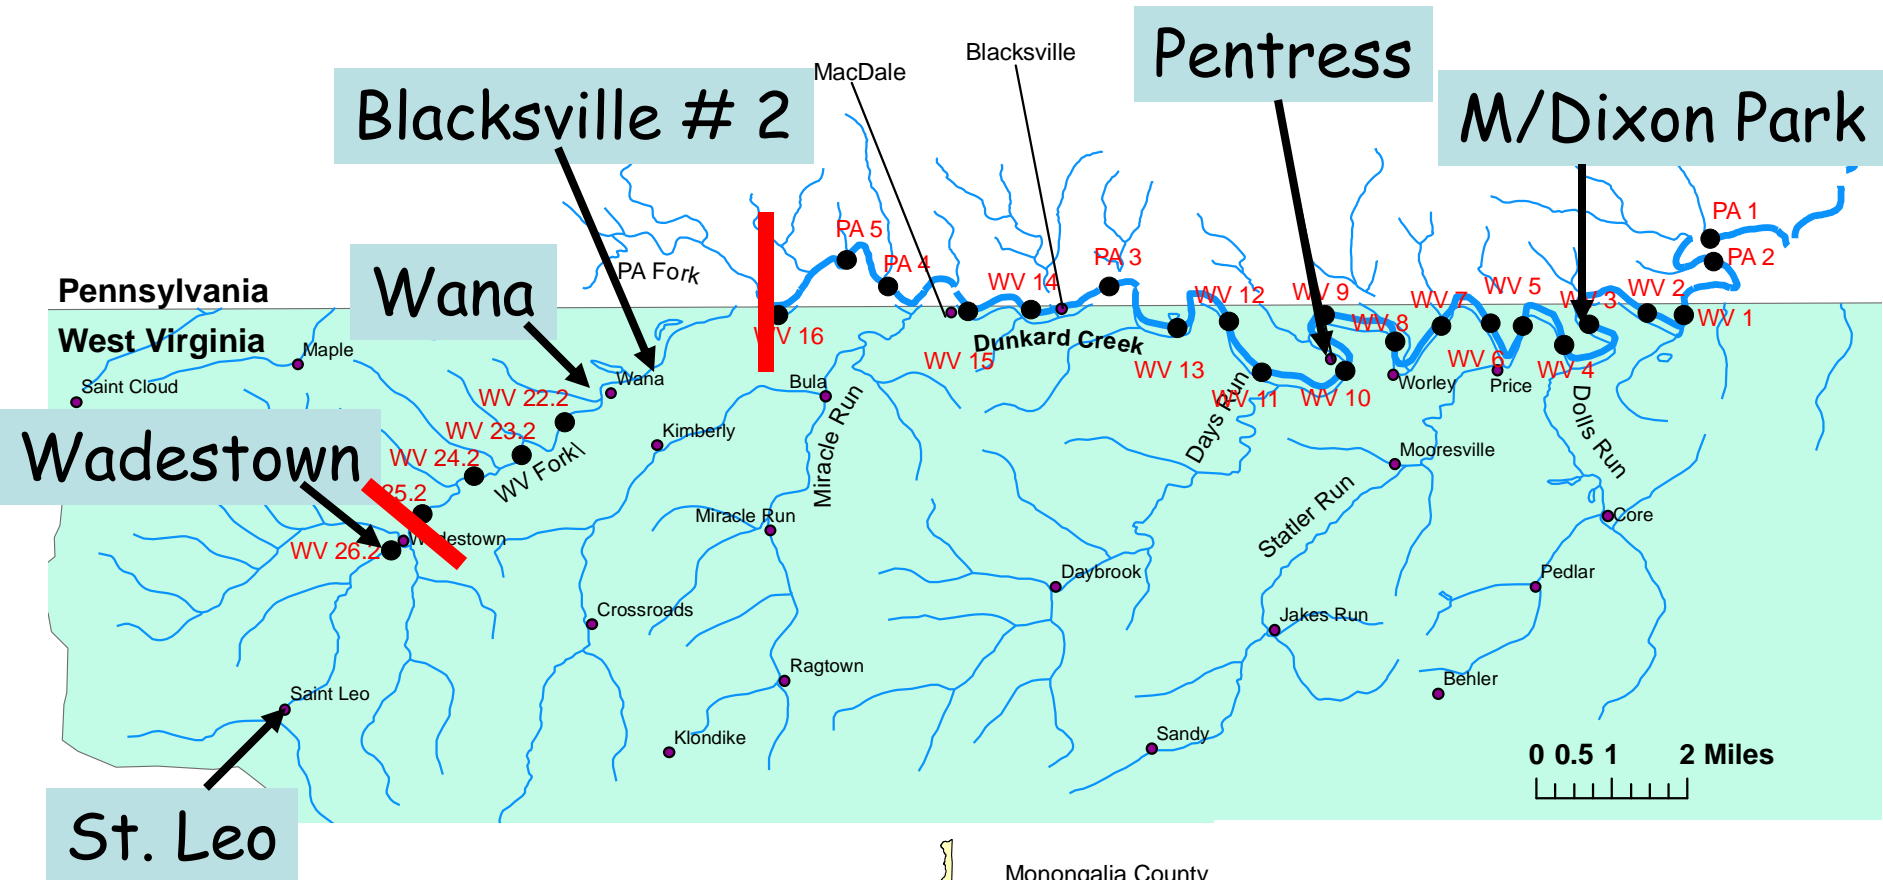 Pentress
Blacksville
MacDale
Blacksville # 2
M/Dixon Park
PA 1
PA 5
PA 2
PA 3
PA 4
PA Fork
Wana
WV 14
Pennsylvania
WV 12
WV 9
WV 5
WV 2
WV 7
WV 3
WV 1
WV 8
West Virginia
WV 16
Dunkard Creek
Maple
WV 15
WV 13
WV 6
WV 4
Saint Cloud
Wana
Bula
Worley
Price
WV 22.2
WV 11
WV 10
Wadestown
WV 23.2
Kimberly
Miracle Run
Days Run
Dolls Run
WV 24.2
WV Fork\
Mooresville
25.2
Miracle Run
Statler Run
Core
WV 26.2
Wadestown
Daybrook
Pedlar
Crossroads
Jakes Run
Ragtown
Behler
Saint Leo
Klondike
Sandy
0 0.5 1 2 Miles
St. Leo
Monongalia County